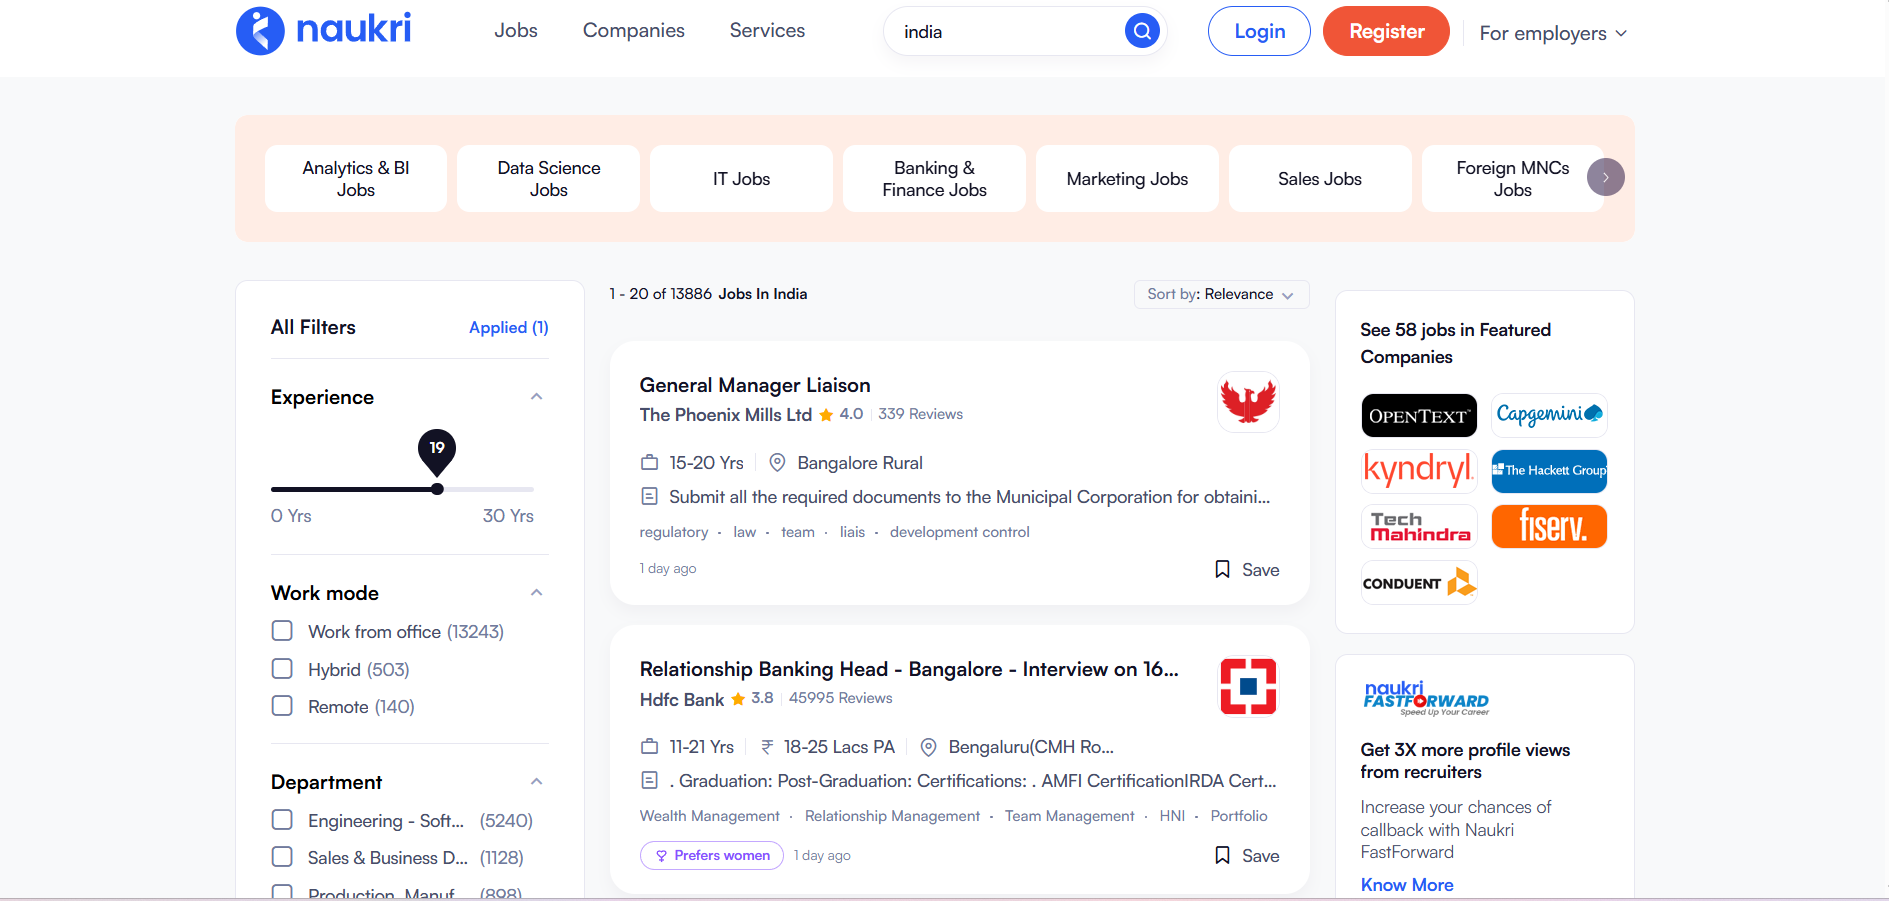 naukri
Jobs
Companies
Services
india
Login
Register
For employers
Analytics & BI
Jobs
Data Science
Jobs
IT Jobs
Banking &
Finance Jobs
Marketing Jobs
Sales Jobs
Foreign MNCs
Jobs
All Filters
Applied (1)
Experience
19
0 Yrs
30 Yrs
Work mode
Work from office (13243)
Hybrid (503)
Remote (140)
Department
Engineering - Soft... (5240)
Sales & Business D... (1128)
Production, Manuf... (898)
1 - 20 of 13886 Jobs In India
Sort by: Relevance
General Manager Liaison
The Phoenix Mills Ltd 4.0 339 Reviews
15-20 Yrs Bangalore Rural
Submit all the required documents to the Municipal Corporation for obtaini...
regulatory · law · team · liais · development control
1 day ago
Save
Relationship Banking Head - Bangalore - Interview on 16...
Hdfc Bank 3.8 45995 Reviews
11-21 Yrs ₹ 18-25 Lacs PA Bengaluru(CMH Ro...
. Graduation: Post-Graduation: Certifications: . AMFI CertificationIRDA Cert...
Wealth Management · Relationship Management · Team Management · HNI · Portfolio
Prefers women 1 day ago
Save
See 58 jobs in Featured
Companies
OPENTEXT™
Capgemini
kyndryl.
The Hackett Group
Tech
Mahindra
fiserv.
CONDUENT
naukri
FASTFORWARD
Speed Up Your Career
Get 3X more profile views
from recruiters
Increase your chances of
callback with Naukri
FastForward
Know More